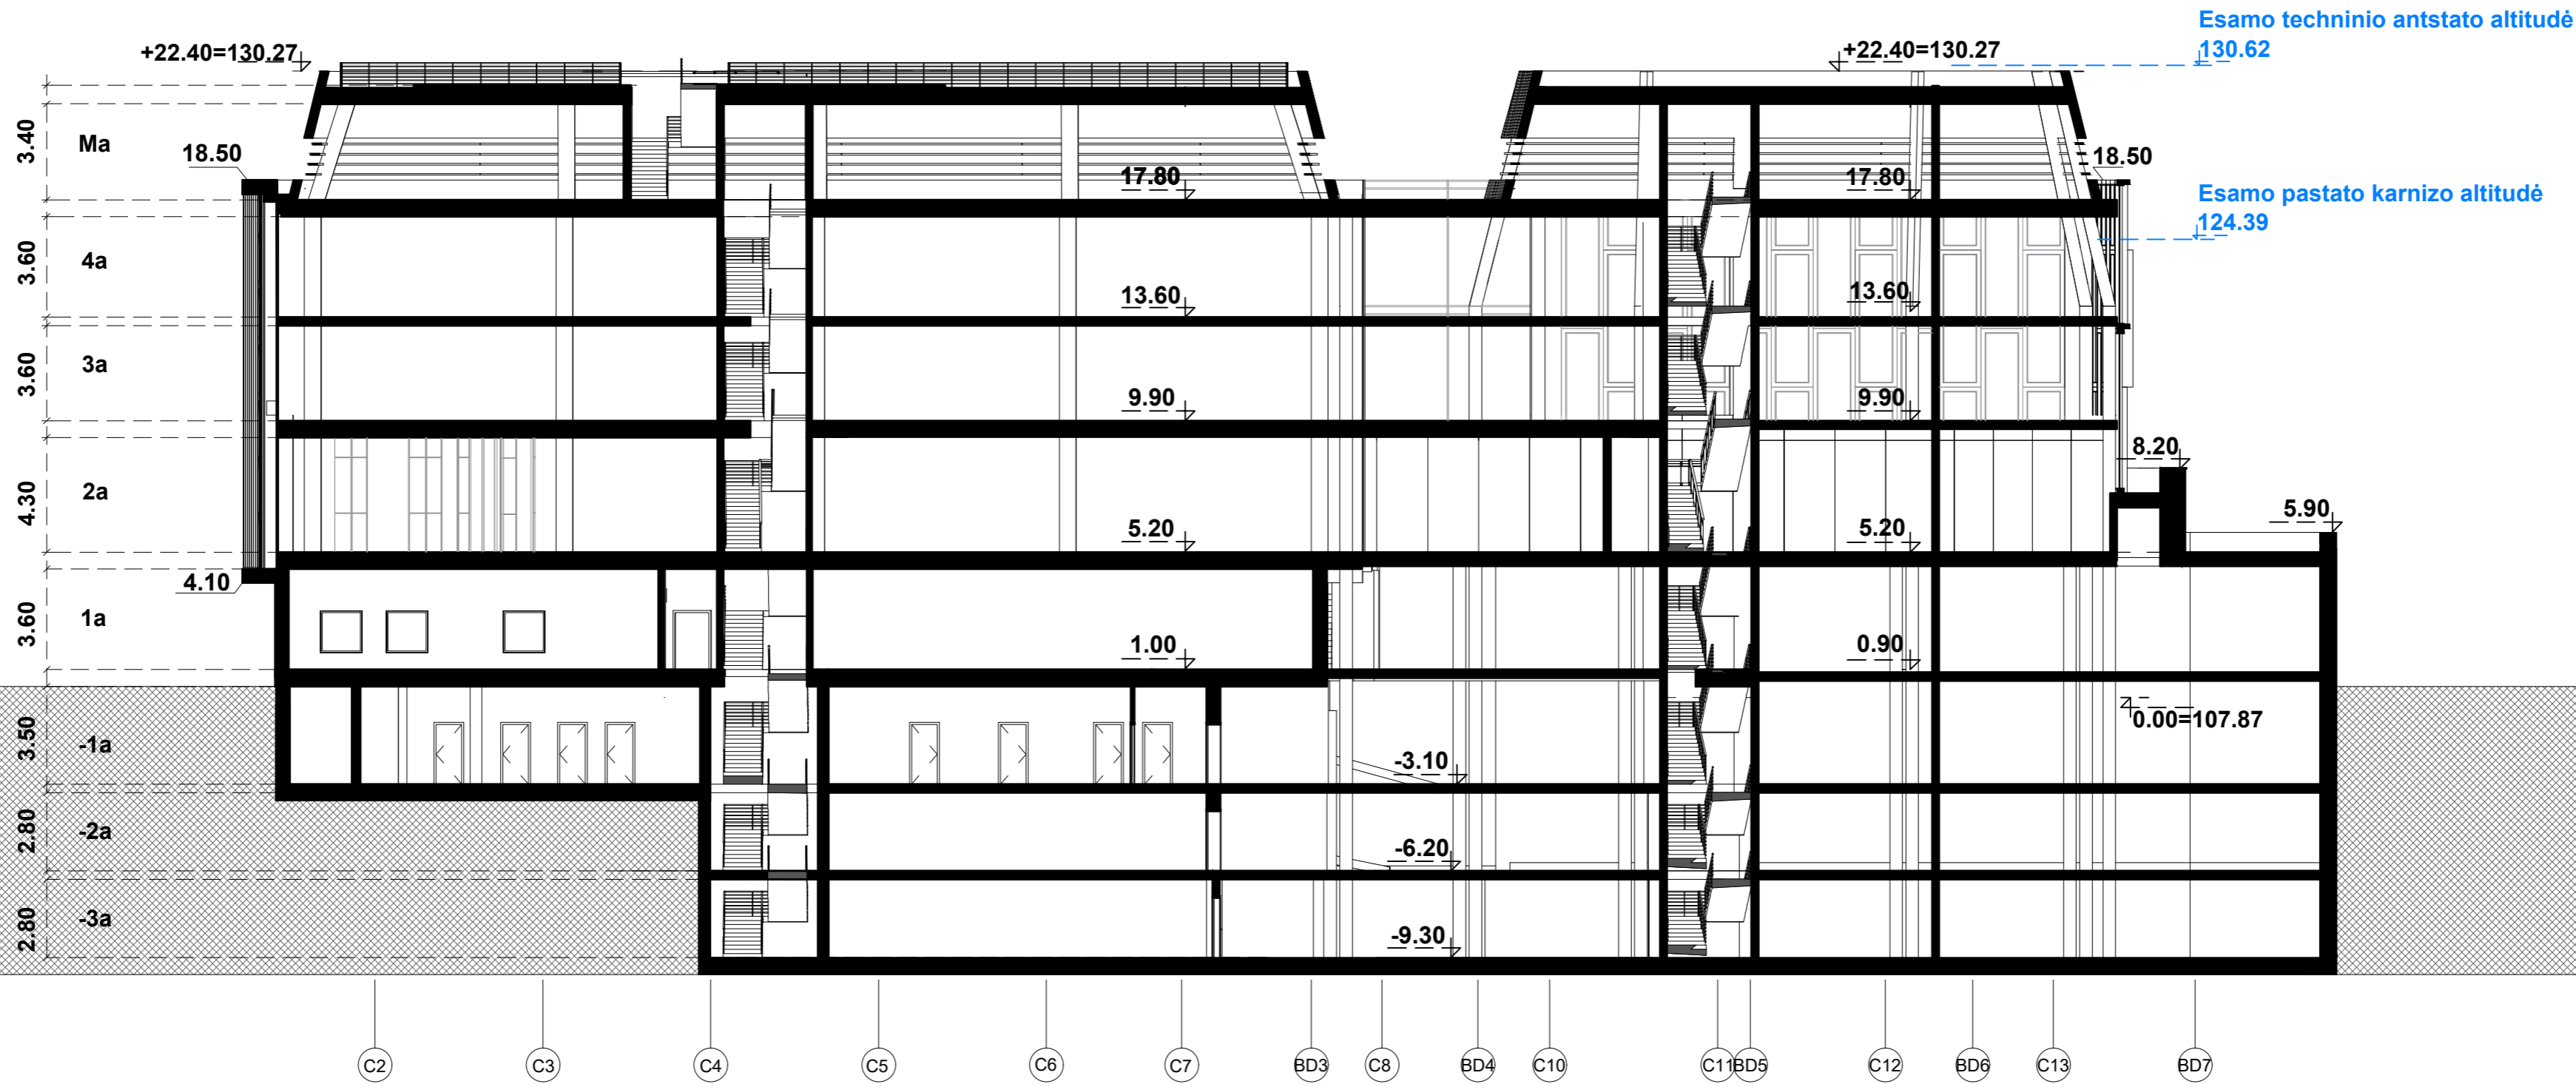 Esamo techninio antstato altitudė
130.62
+22.40=130.27
+22.40=130.27
3.40
Ma
18.50
17.80
17.80
18.50
Esamo pastato karnizo altitudė
124.39
3.60
4a
13.60
13.60
3.60
3a
9.90
9.90
8.20
4.30
2a
5.20
5.20
5.90
4.10
3.60
1a
1.00
0.90
3.50
-1a
0.00=107.87
-3.10
2.80
-2a
-6.20
2.80
-3a
-9.30
C2
C3
C4
C5
C6
C7
BD3
C8
BD4
C10
C11
BD5
C12
BD6
C13
BD7